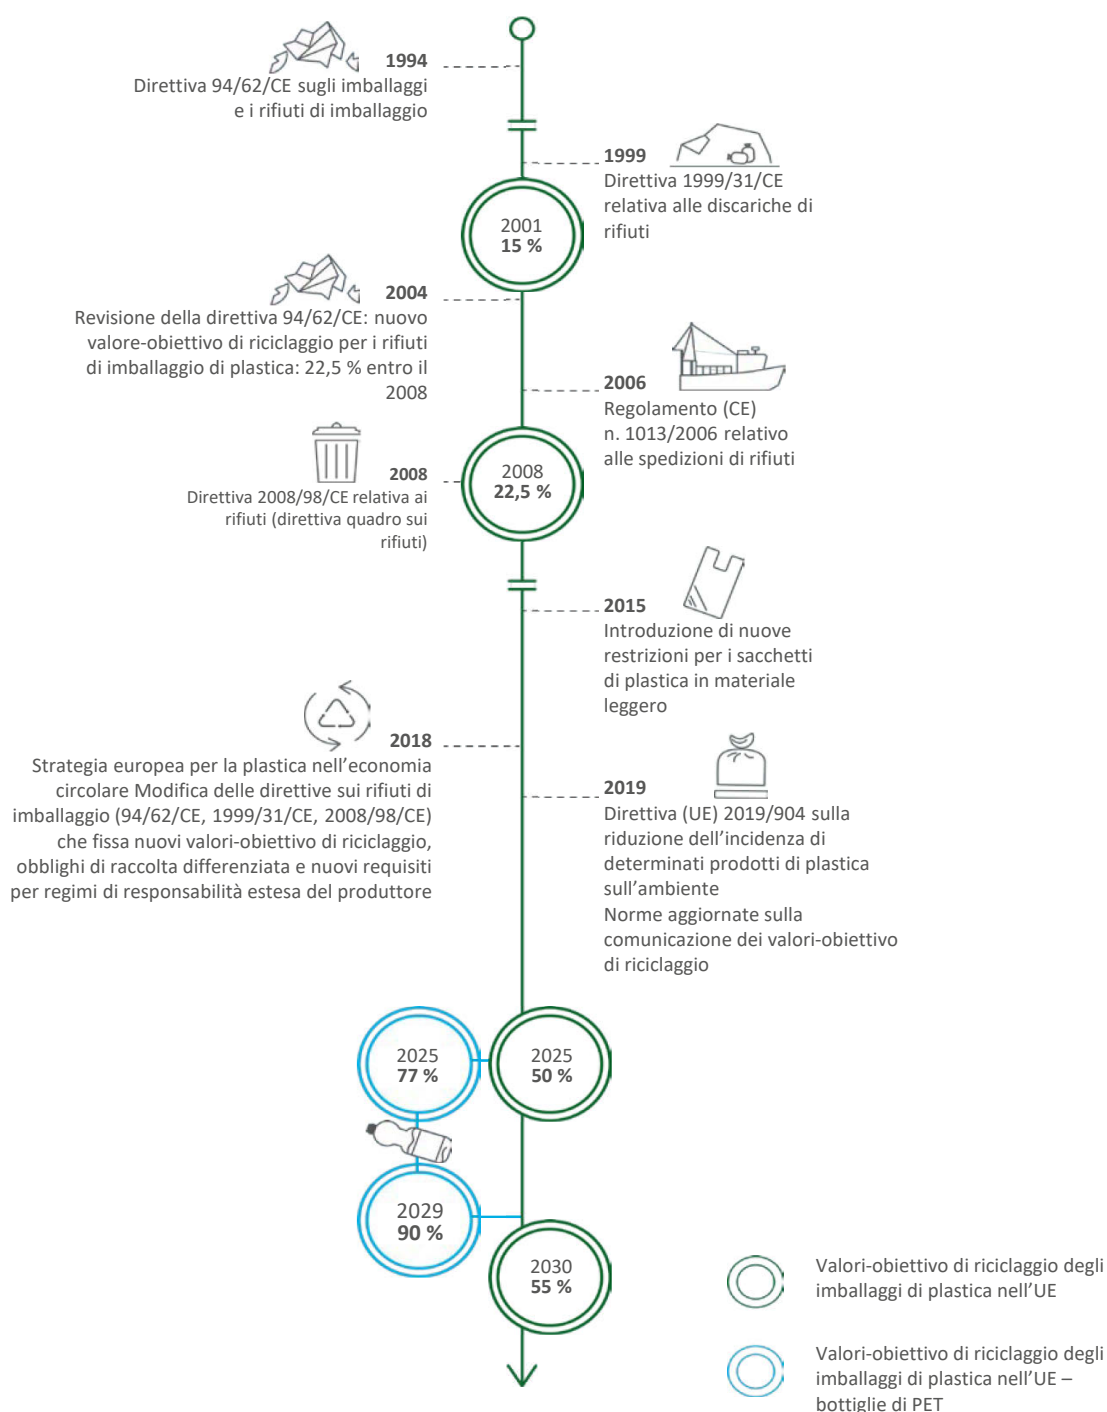 1994
Direttiva 94/62/CE sugli imballaggi
e i rifiuti di imballaggio
1999
Direttiva 1999/31/CE
relativa alle discariche di
rifiuti
2001
15 %
2004
Revisione della direttiva 94/62/CE: nuovo
valore-obiettivo di riciclaggio per i rifiuti
di imballaggio di plastica: 22,5 % entro il
2008
2006
Regolamento (CE)
n. 1013/2006 relativo
alle spedizioni di rifiuti
2008
22,5 %
2008
Direttiva 2008/98/CE relativa ai
rifiuti (direttiva quadro sui
rifiuti)
2015
Introduzione di nuove
restrizioni per i sacchetti
di plastica in materiale
leggero
2018
Strategia europea per la plastica nell’economia
circolare Modifica delle direttive sui rifiuti di
imballaggio (94/62/CE, 1999/31/CE, 2008/98/CE)
che fissa nuovi valori-obiettivo di riciclaggio,
obblighi di raccolta differenziata e nuovi requisiti
per regimi di responsabilità estesa del produttore
2019
Direttiva (UE) 2019/904 sulla
riduzione dell’incidenza di
determinati prodotti di plastica
sull’ambiente
Norme aggiornate sulla
comunicazione dei valori-obiettivo
di riciclaggio
2025
77 %
2025
50 %
2029
90 %
2030
55 %
Valori-obiettivo di riciclaggio degli
imballaggi di plastica nell’UE
Valori-obiettivo di riciclaggio degli
imballaggi di plastica nell’UE –
bottiglie di PET